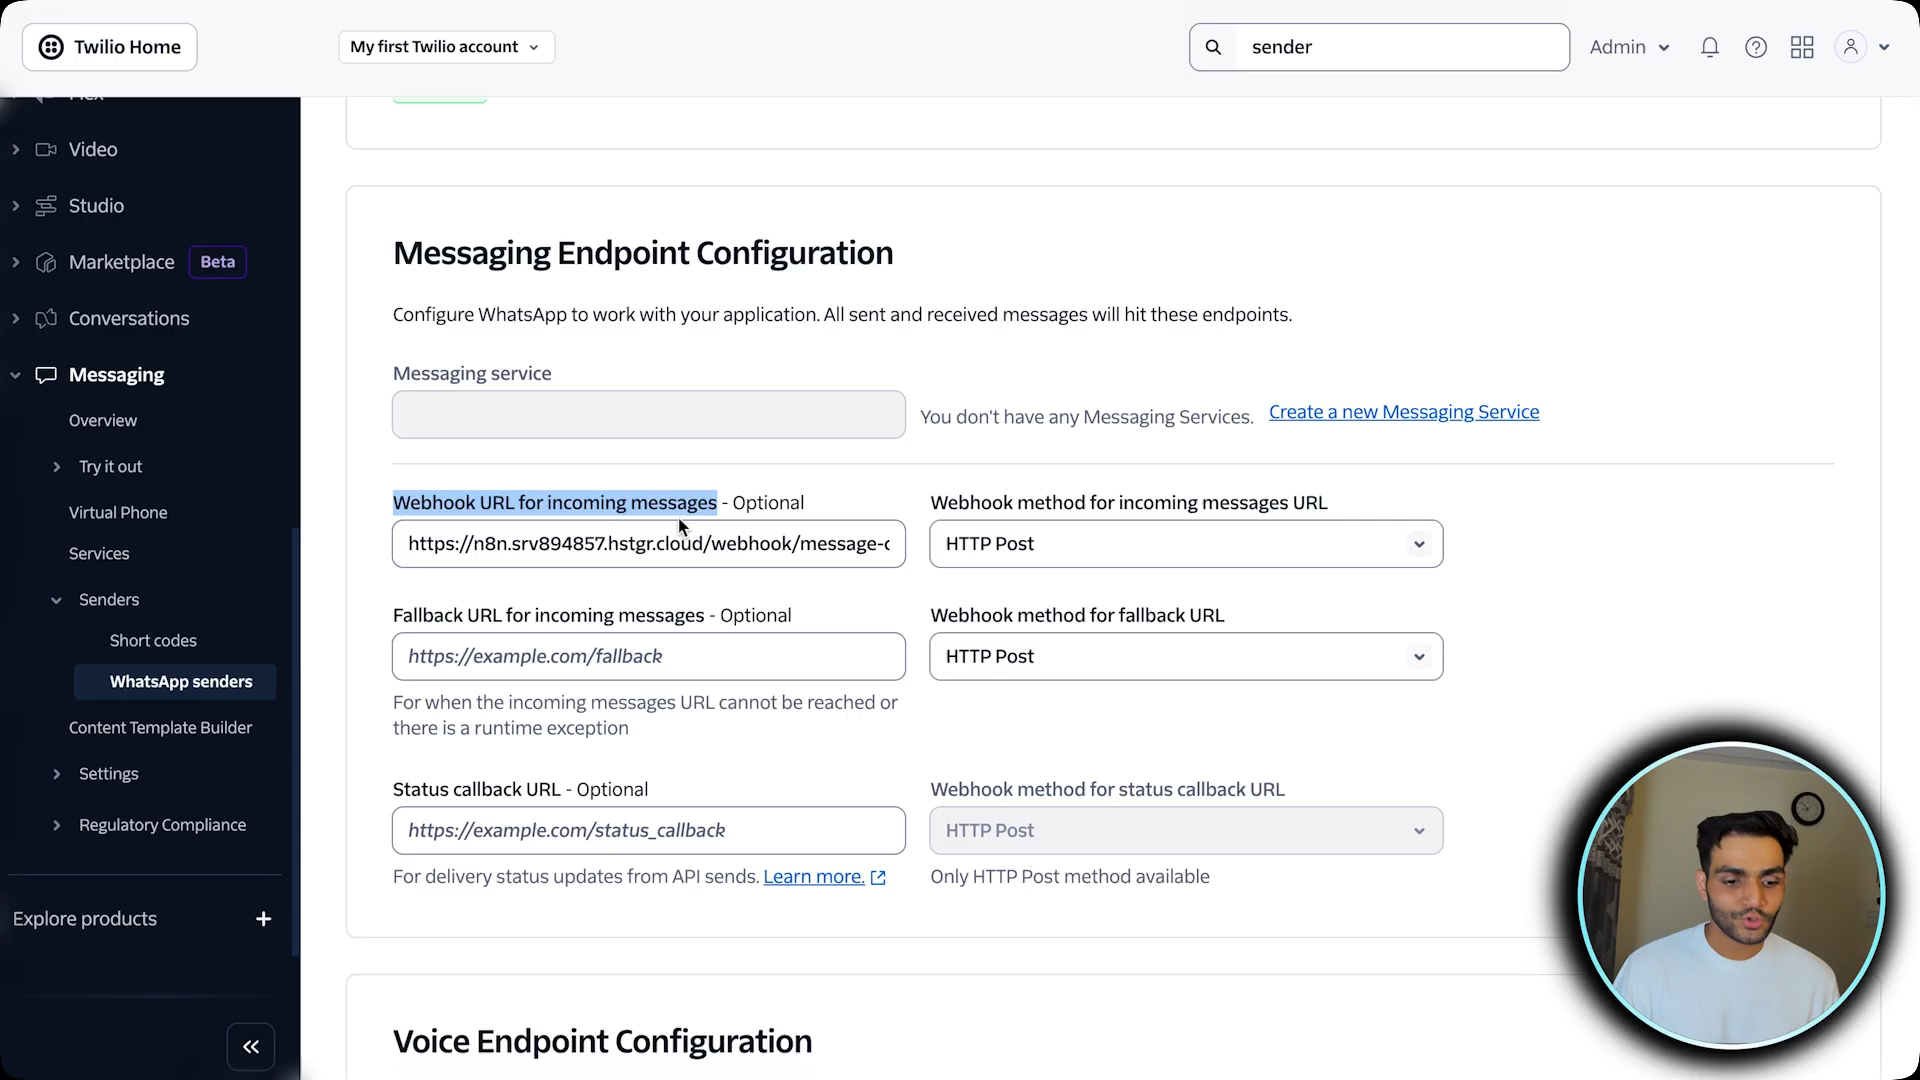 Twilio Home
My first Twilio account
sender
Admin
Video
Studio
Marketplace Beta
Conversations
Messaging
Overview
Try it out
Virtual Phone
Services
Senders
Short codes
WhatsApp senders
Content Template Builder
Settings
Regulatory Compliance
Explore products +
Messaging Endpoint Configuration
Configure WhatsApp to work with your application. All sent and received messages will hit these endpoints.
Messaging service
You don't have any Messaging Services. Create a new Messaging Service
Webhook URL for incoming messages - Optional
Webhook method for incoming messages URL
https://n8n.srv894857.hstgr.cloud/webhook/message-c
HTTP Post
Fallback URL for incoming messages - Optional
Webhook method for fallback URL
https://example.com/fallback
HTTP Post
For when the incoming messages URL cannot be reached or
there is a runtime exception
Status callback URL - Optional
Webhook method for status callback URL
https://example.com/status_callback
HTTP Post
For delivery status updates from API sends. Learn more.
Only HTTP Post method available
Voice Endpoint Configuration